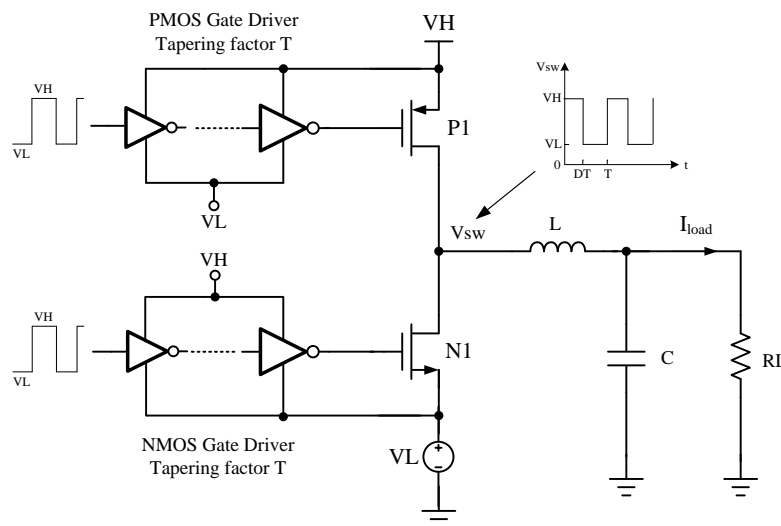 PMOS Gate Driver
Tapering factor T
VH
VH
VL
P1
VL
Vsw
VH
VL
0
DT
T
t
Vsw
L
Iload
VH
VH
VL
N1
C
RL
NMOS Gate Driver
Tapering factor T
VL